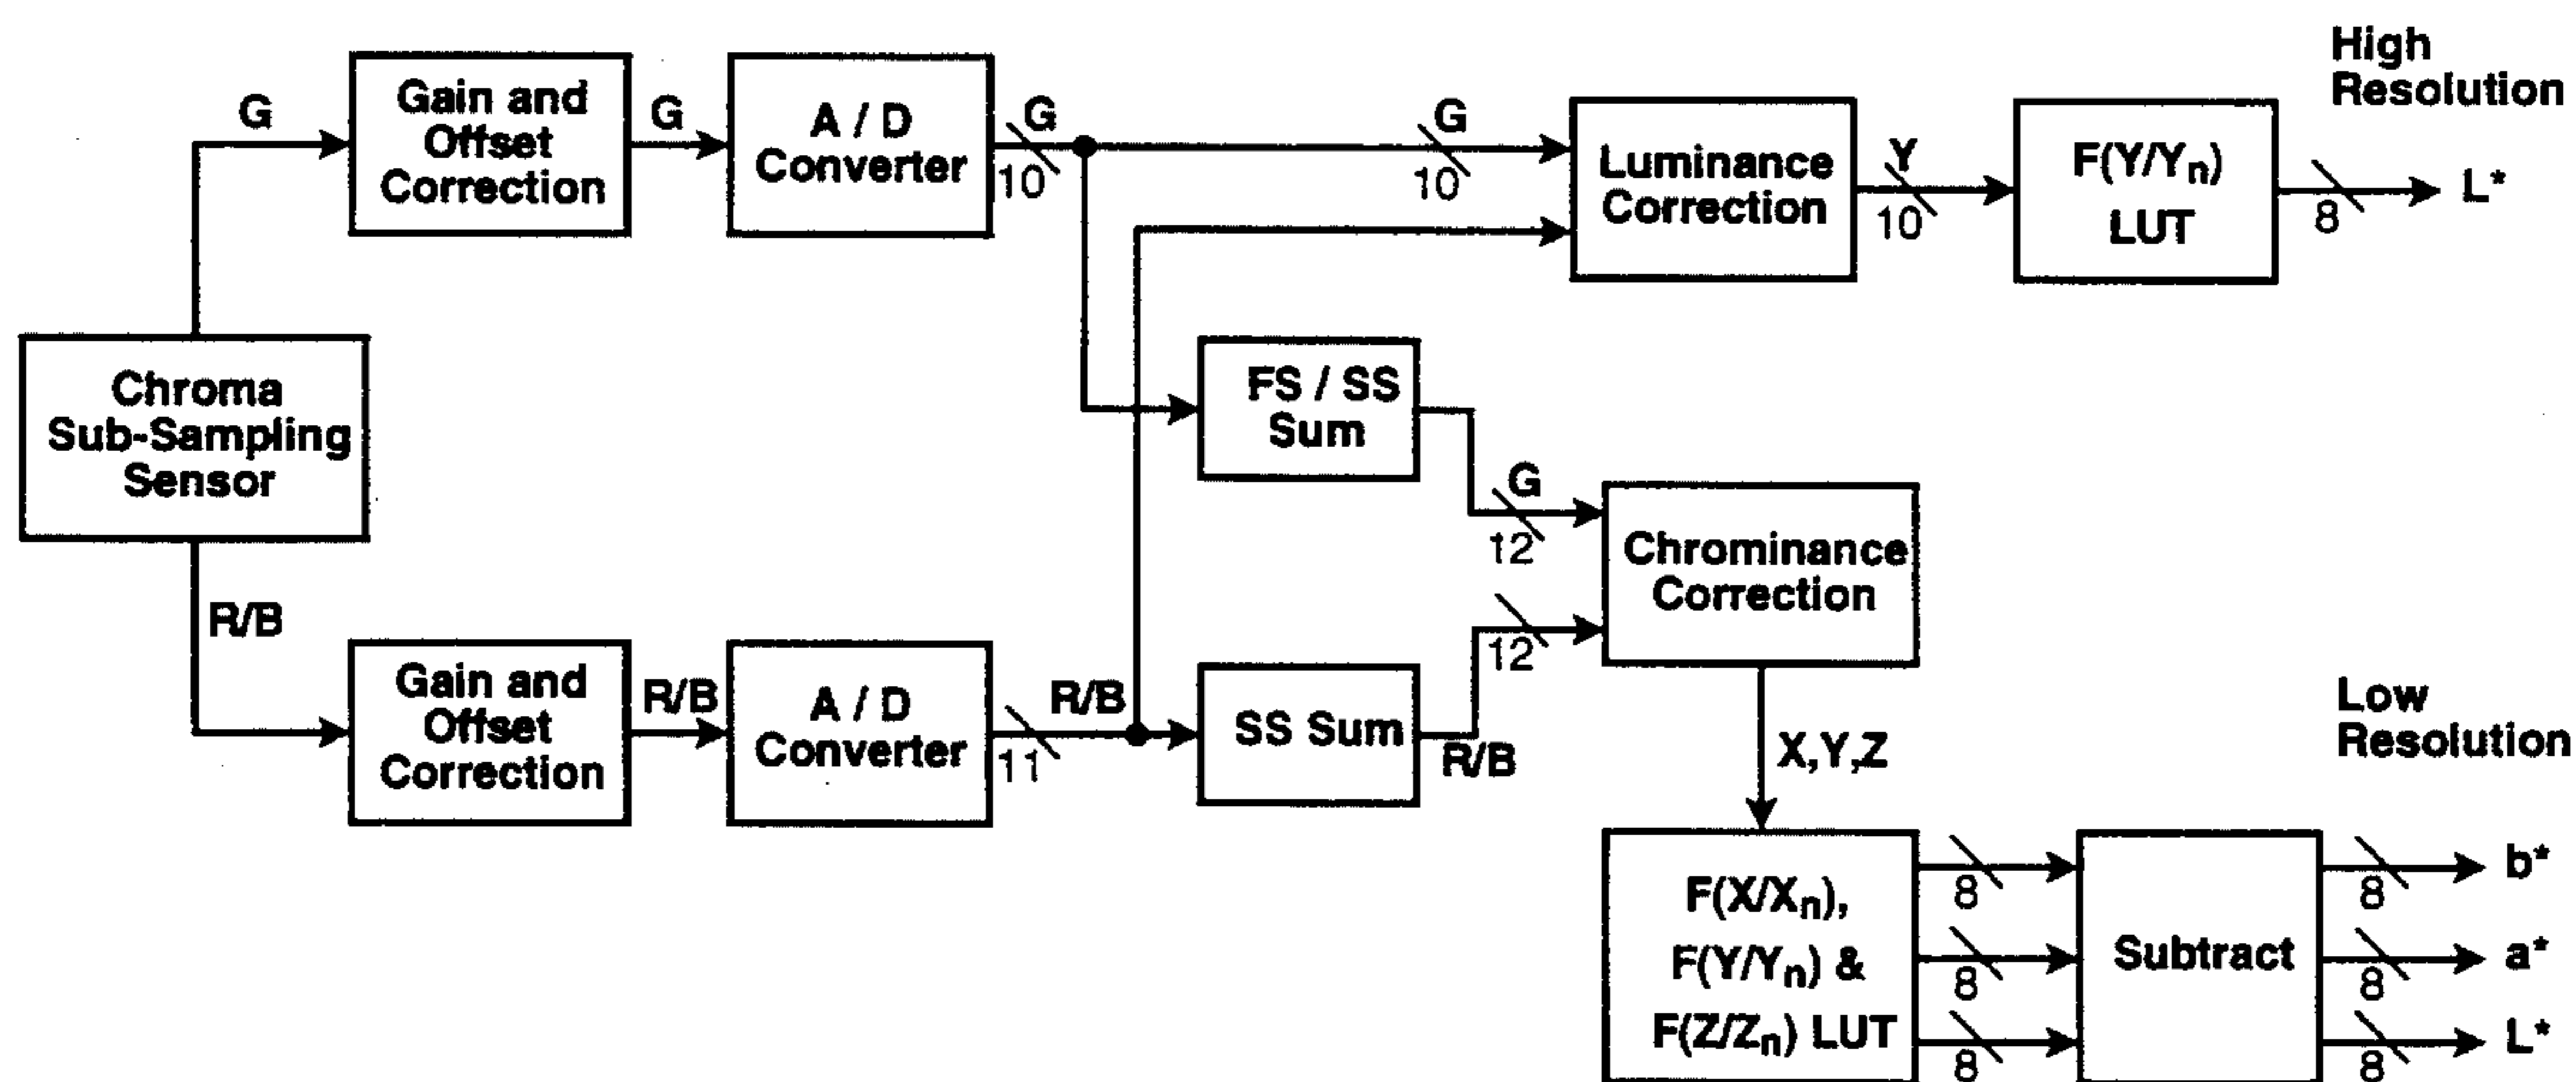 High
Resolution
G
Gain and
Offset
Correction
G
A / D
Converter
G
10
G
10
Luminance
Correction
Y
10
F(Y/Yn)
LUT
8
L*
Chroma
Sub-Sampling
Sensor
FS / SS
Sum
G
12
Chrominance
Correction
12
R/B
Gain and
Offset
Correction
R/B
A / D
Converter
11
R/B
SS Sum
R/B
X,Y,Z
Low
Resolution
F(X/Xn),
F(Y/Yn) &
F(Z/Zn) LUT
8
8
8
Subtract
8
b*
8
a*
8
L*